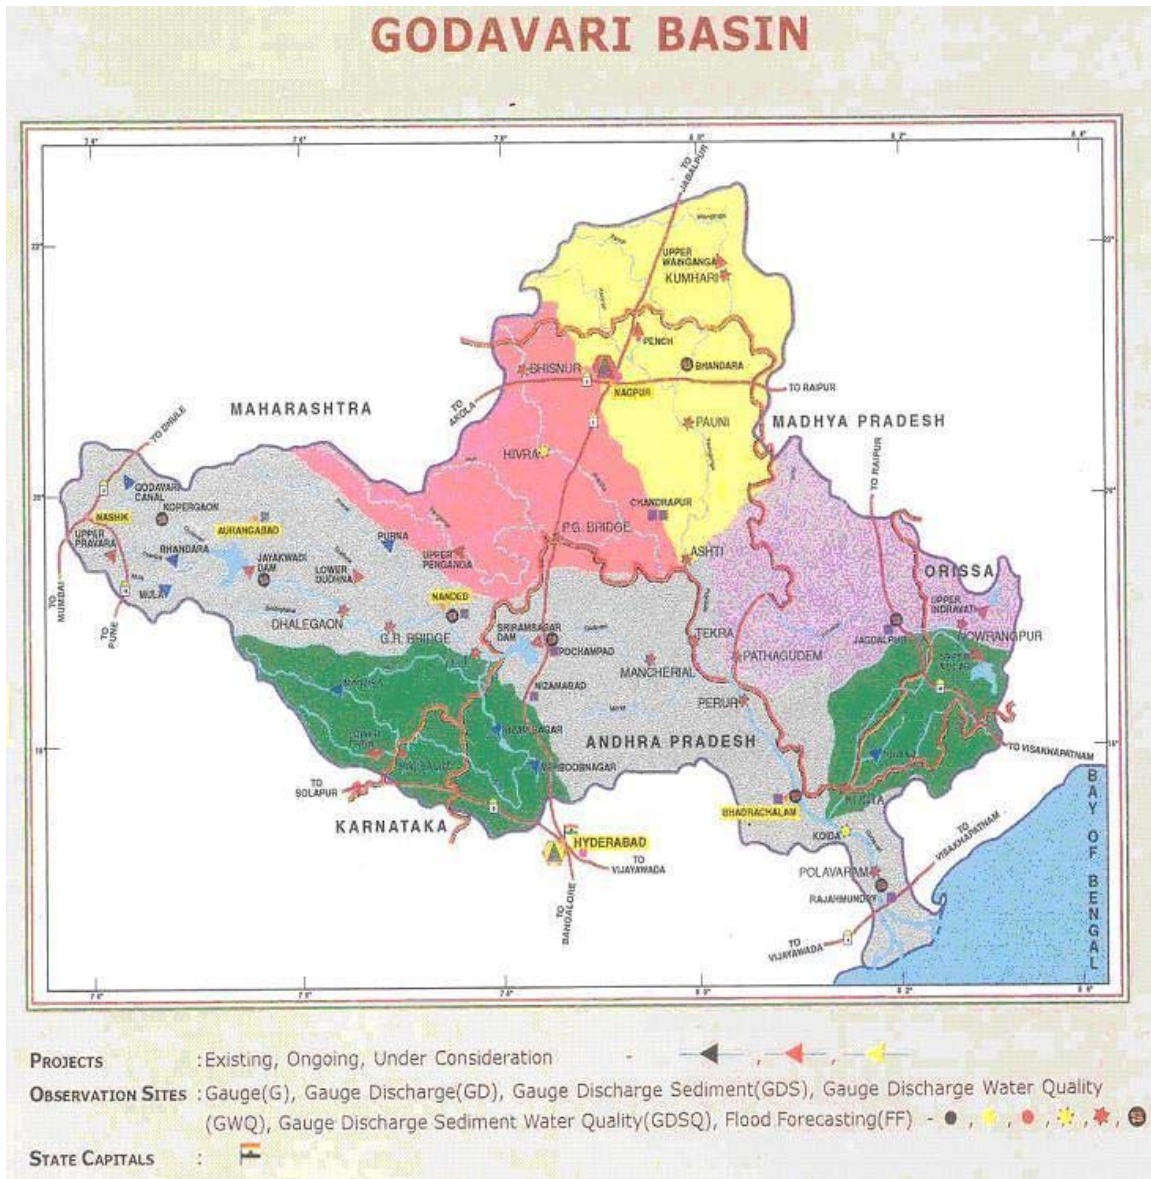 GODAVARI BASIN
TO JABALPUR
UPPER WAINGANGA
KUMHARI
PENCH
BHANDARA
BHISNUR
NAGPUR
TO RAIPUR
TO AKOLA
MAHARASHTRA
PAUNI
MADHYA PRADESH
TO DHULE
HIVRA
TO RAIPUR
GODAVARI CANAL
KOPERGAON
NASHIK
AURANGABAD
CHANDRAPUR
P.G. BRIDGE
UPPER PRAVARA
BHANDARA
PURNA
UPPER PENGANGA
ASHTI
JAYAKWADI DAM
LOWER DUDHNA
ORISSA
MULA
TO MUMBAI
TO PUNE
NANDED
DHALEGAON
G.R. BRIDGE
SRIRAMSAGAR DAM
POCHAMPAD
TEKRA
UPPER INDRAVATI
JAGDALPUR
NOWRANGPUR
MANCHERIAL
PATHAGUDEM
NIZAMABAD
PERUR
ANDHRA PRADESH
TO VISAKHAPATNAM
TO SOLAPUR
KARNATAKA
BHADRACHALAM
KOIDA
HYDERABAD
TO VIJAYAWADA
TO BANGALORE
POLAVARAM
RAJAHMUNDRY
TO VISAKHAPATNAM
TO VIJAYAWADA
BAY OF BENGAL
PROJECTS : Existing, Ongoing, Under Consideration -
OBSERVATION SITES : Gauge(G), Gauge Discharge(GD), Gauge Discharge Sediment(GDS), Gauge Discharge Water Quality
(GWQ), Gauge Discharge Sediment Water Quality(GDSQ), Flood Forecasting(FF) -
STATE CAPITALS :